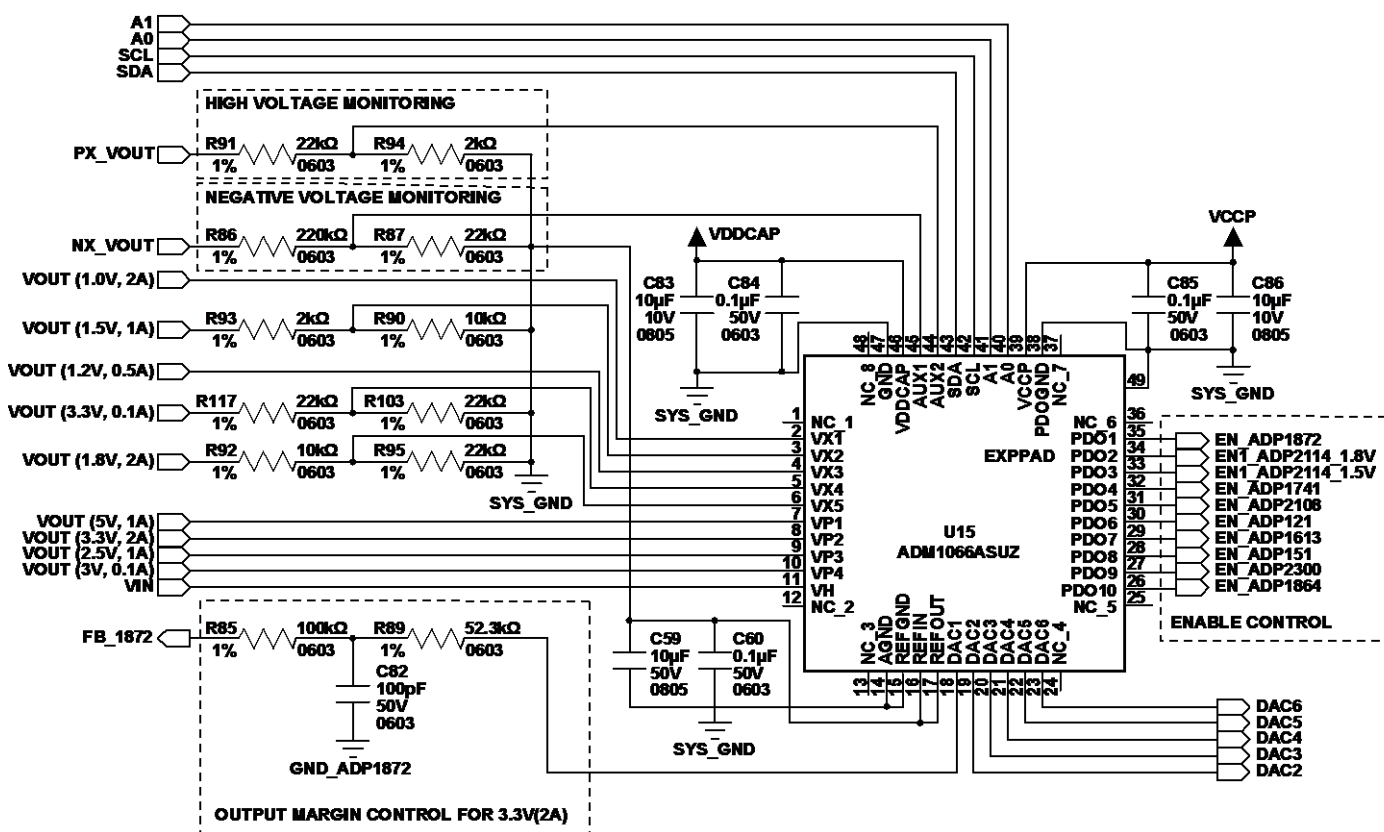 A1
A0
SCL
SDA
HIGH VOLTAGE MONITORING
PX_VOUT
R91 22kΩ
1% 0603
R94 2kΩ
1% 0603
NEGATIVE VOLTAGE MONITORING
NX_VOUT
R86 220kΩ
1% 0603
R87 22kΩ
1% 0603
VOUT (1.0V, 2A)
VOUT (1.5V, 1A)
R93 2kΩ
1% 0603
R90 10kΩ
1% 0603
VOUT (1.2V, 0.5A)
VOUT (3.3V, 0.1A)
R117 22kΩ
1% 0603
R103 22kΩ
1% 0603
VOUT (1.8V, 2A)
R92 10kΩ
1% 0603
R95 22kΩ
1% 0603
SYS_GND
VOUT (5V, 1A)
VOUT (3.3V, 2A)
VOUT (2.5V, 1A)
VOUT (3V, 0.1A)
VIN
VDDCAP
C83
10µF
10V
0805
C84
0.1µF
50V
0603
SYS_GND
VCCP
C85
0.1µF
50V
0603
C86
10µF
10V
0805
SYS_GND
48 47 46 45 44 43 42 41 40 39 38 37
NC_8 GND VDDCAP AUX1 AUX2 SDA SCL A1 A0 VCCP PDOGND NC_7
49
EXPPAD
1 NC_1
2 VX1
3 VX2
4 VX3
5 VX4
6 VX5
7 VP1
8 VP2
9 VP3
10 VP4
11 VH
12 NC_2
U15
ADM1066ASUZ
NC_6 36
PDO1 35
PDO2 34
PDO3 33
PDO4 32
PDO5 31
PDO6 30
PDO7 29
PDO8 28
PDO9 27
PDO10 26
NC_5 25
EN_ADP1872
EN1_ADP2114_1.8V
EN1_ADP2114_1.5V
EN_ADP1741
EN_ADP2108
EN_ADP121
EN_ADP1613
EN_ADP151
EN_ADP2300
EN_ADP1864
ENABLE CONTROL
NC_3 AGND REFGND REFIN REFOUT DAC1 DAC2 DAC3 DAC4 DAC5 DAC6 NC_4
13 14 15 16 17 18 19 20 21 22 23 24
FB_1872
R85 100kΩ
1% 0603
R89 52.3kΩ
1% 0603
C82
100pF
50V
0603
GND_ADP1872
OUTPUT MARGIN CONTROL FOR 3.3V(2A)
C59
10µF
50V
0805
C60
0.1µF
50V
0603
SYS_GND
DAC6
DAC5
DAC4
DAC3
DAC2